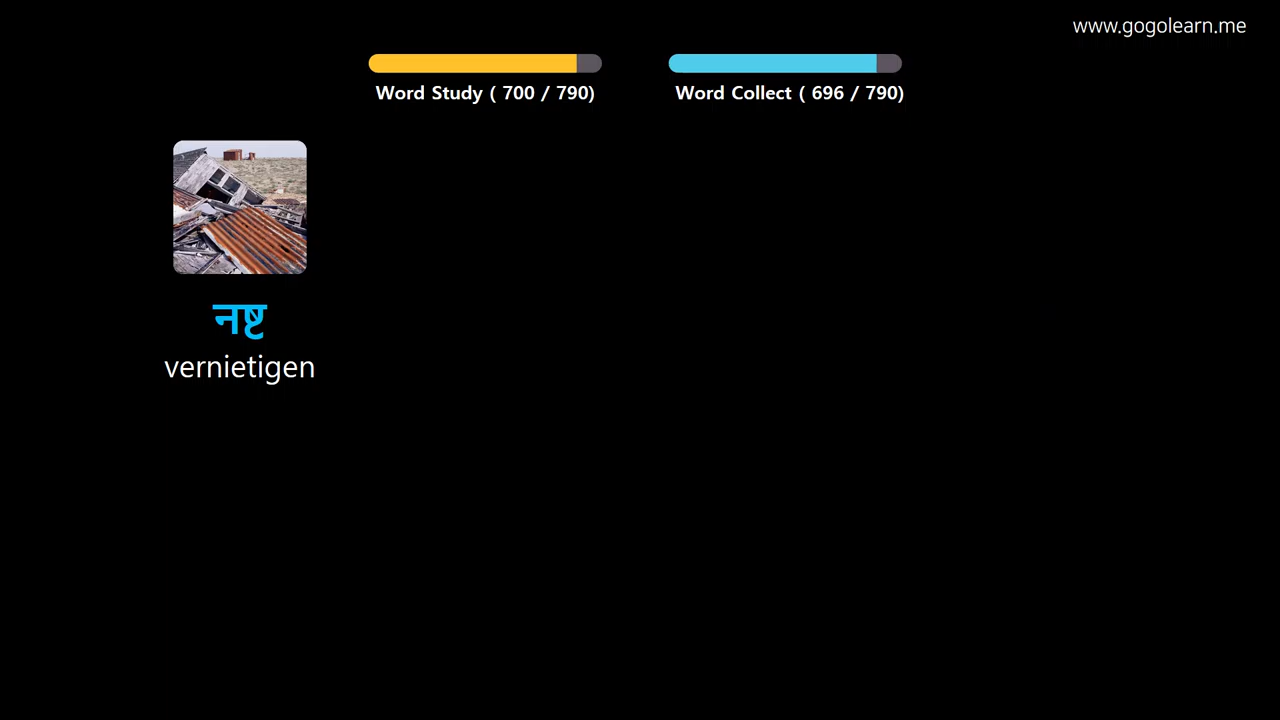 www.gogolearn.me
Word Study ( 700 / 790)
Word Collect ( 696 / 790)
नष्ट
vernietigen